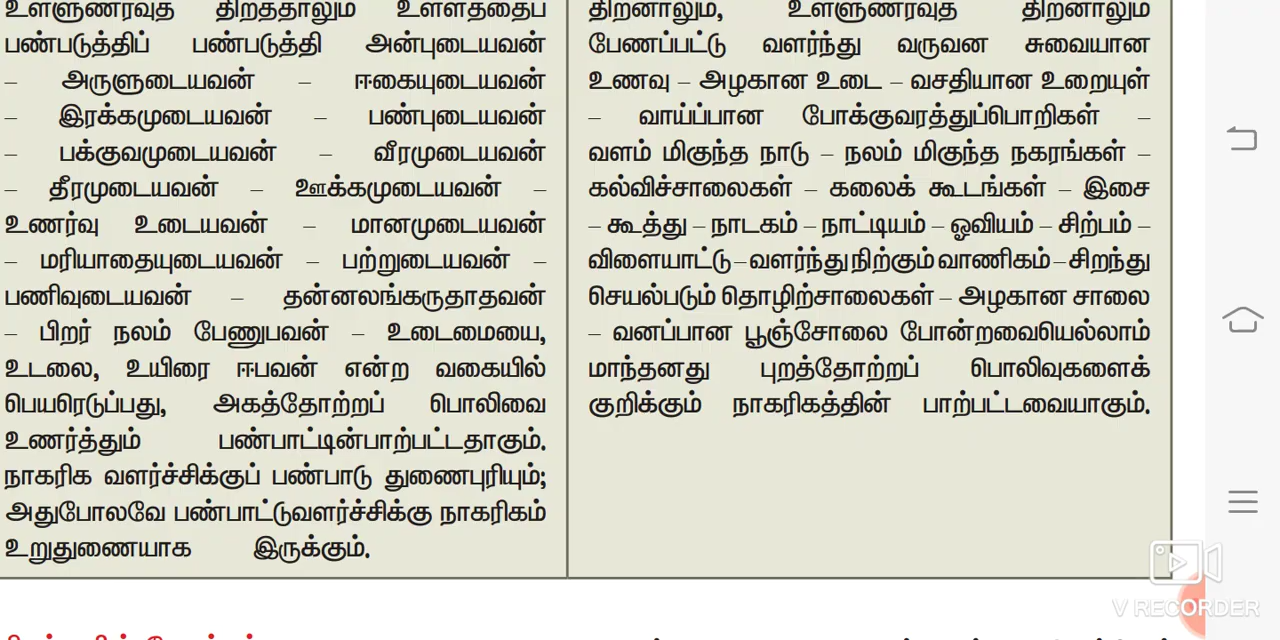 உள்ளுணர்வுத் திறத்தாலும் உள்ளத்தைப்
பண்படுத்திப் பண்படுத்தி அன்புடையவன்
– அருளுடையவன் – ஈகையுடையவன்
– இரக்கமுடையவன் – பண்புடையவன்
– பக்குவமுடையவன் – வீரமுடையவன்
– தீரமுடையவன் – ஊக்கமுடையவன் –
உணர்வு உடையவன் – மானமுடையவன்
– மரியாதையுடையவன் – பற்றுடையவன் –
பணிவுடையவன் – தன்னலங்கருதாதவன்
– பிறர் நலம் பேணுபவன் – உடைமையை,
உடலை, உயிரை ஈபவன் என்ற வகையில்
பெயரெடுப்பது, அகத்தோற்றப் பொலிவை
உணர்த்தும் பண்பாட்டின்பாற்பட்டதாகும்.
நாகரிக வளர்ச்சிக்குப் பண்பாடு துணைபுரியும்;
அதுபோலவே பண்பாட்டுவளர்ச்சிக்கு நாகரிகம்
உறுதுணையாக இருக்கும்.
திறனாலும், உள்ளுணர்வுத் திறனாலும்
பேணப்பட்டு வளர்ந்து வருவன சுவையான
உணவு – அழகான உடை – வசதியான உறையுள்
– வாய்ப்பான போக்குவரத்துப்பொறிகள் –
வளம் மிகுந்த நாடு – நலம் மிகுந்த நகரங்கள் –
கல்விச்சாலைகள் – கலைக் கூடங்கள் – இசை
– கூத்து – நாடகம் – நாட்டியம் – ஓவியம் – சிற்பம் –
விளையாட்டு – வளர்ந்து நிற்கும் வாணிகம் – சிறந்து
செயல்படும் தொழிற்சாலைகள் – அழகான சாலை
– வனப்பான பூஞ்சோலை போன்றவையெல்லாம்
மாந்தனது புறத்தோற்றப் பொலிவுகளைக்
குறிக்கும் நாகரிகத்தின் பாற்பட்டவையாகும்.
V RECORDER